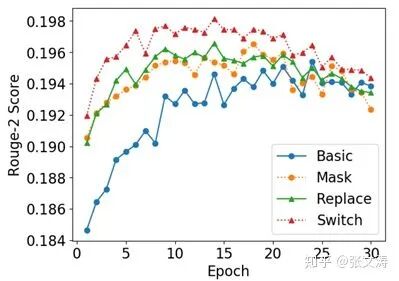 0.198
0.196
0.194
0.192
0.190
0.188
0.186
0.184
Rouge-2 Score
0 5 10 15 20 25 30
Epoch
Basic
Mask
Replace
Switch
知乎 @张文涛